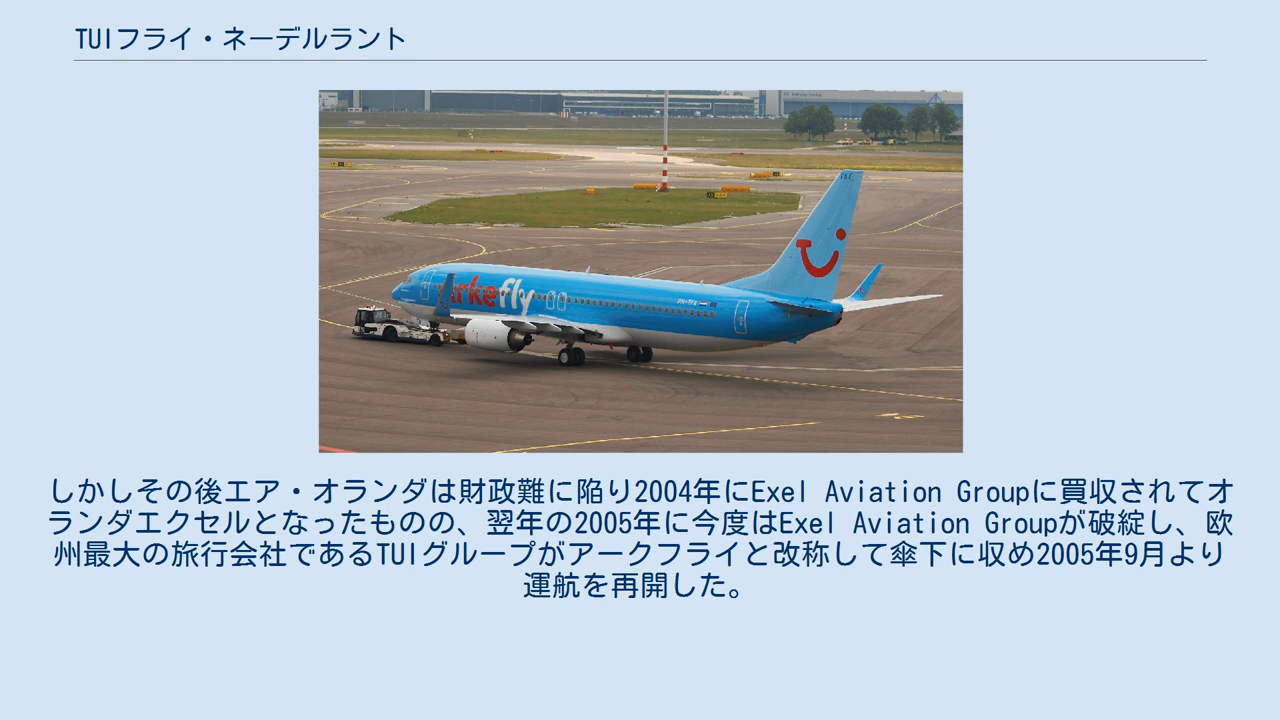 TUIフライ・ネーデルラント
arkefly
PH-TFA
しかしその後エア・オランダは財政難に陥り2004年にExel Aviation Groupに買収されてオ
ランダエクセルとなったものの、翌年の2005年に今度はExel Aviation Groupが破綻し、欧
州最大の旅行会社であるTUIグループがアークフライと改称して傘下に収め2005年9月より
運航を再開した。